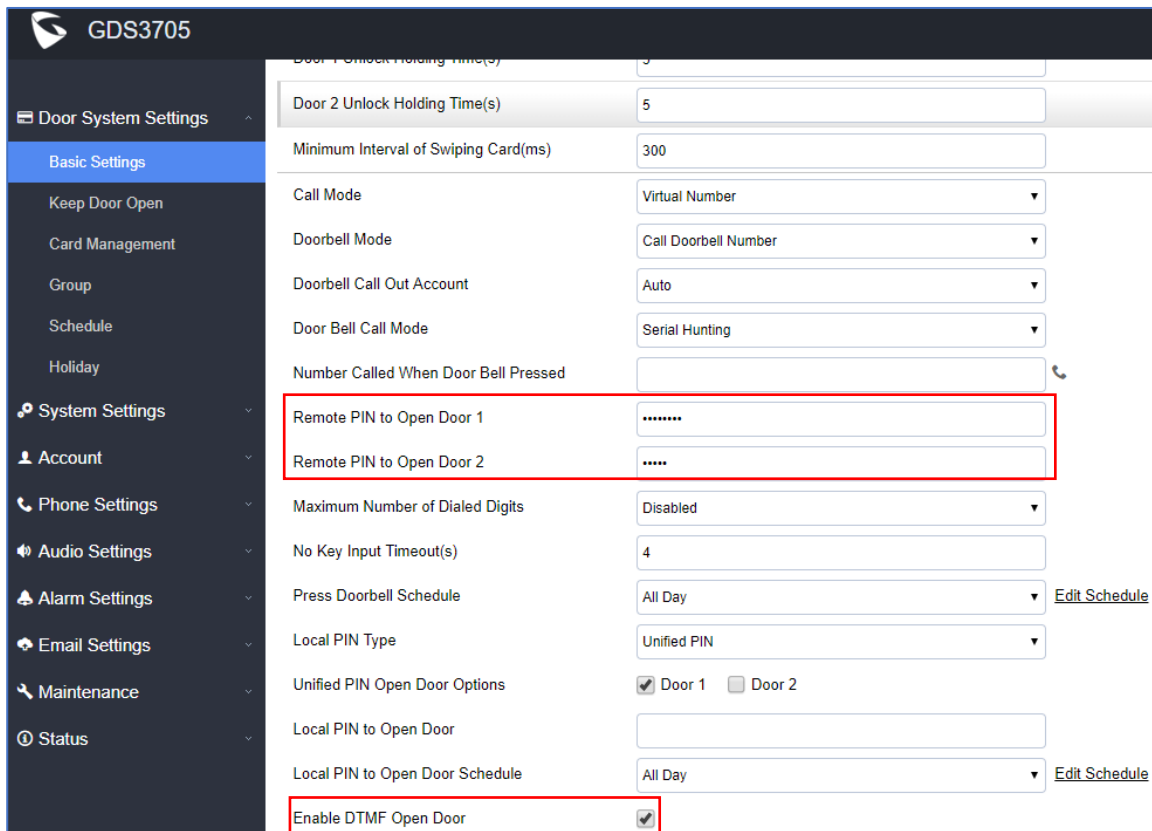 GDS3705
Door 1 Unlock Holding Time(s)
Door System Settings
Door 2 Unlock Holding Time(s) 5
Basic Settings
Minimum Interval of Swiping Card(ms) 300
Keep Door Open
Call Mode Virtual Number
Card Management
Doorbell Mode Call Doorbell Number
Group
Doorbell Call Out Account Auto
Schedule
Door Bell Call Mode Serial Hunting
Holiday
Number Called When Door Bell Pressed
System Settings
Remote PIN to Open Door 1 ••••••••
Account
Remote PIN to Open Door 2 •••••
Phone Settings
Maximum Number of Dialed Digits Disabled
Audio Settings
No Key Input Timeout(s) 4
Alarm Settings
Press Doorbell Schedule All Day Edit Schedule
Email Settings
Local PIN Type Unified PIN
Maintenance
Unified PIN Open Door Options Door 1 Door 2
Status
Local PIN to Open Door
Local PIN to Open Door Schedule All Day Edit Schedule
Enable DTMF Open Door